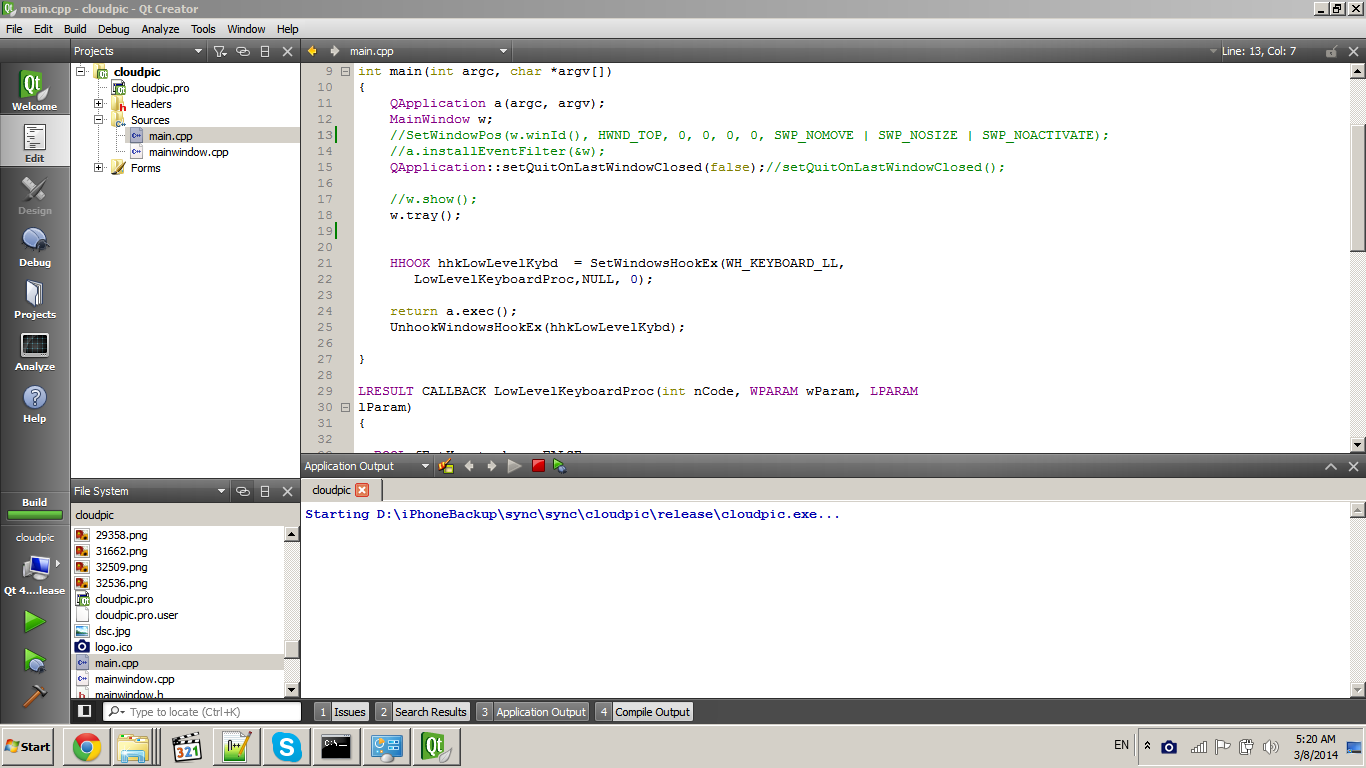 main.cpp - cloudpic - Qt Creator
File Edit Build Debug Analyze Tools Window Help
Projects
main.cpp
Line: 13, Col: 7
Welcome
Edit
Design
Debug
Projects
Analyze
Help
Build
cloudpic
Qt 4....lease
cloudpic
cloudpic.pro
Headers
Sources
main.cpp
mainwindow.cpp
Forms
9 int main(int argc, char *argv[])
10 {
11 QApplication a(argc, argv);
12 MainWindow w;
13 //SetWindowPos(w.winId(), HWND_TOP, 0, 0, 0, 0, SWP_NOMOVE | SWP_NOSIZE | SWP_NOACTIVATE);
14 //a.installEventFilter(&w);
15 QApplication::setQuitOnLastWindowClosed(false);//setQuitOnLastWindowClosed();
16
17 //w.show();
18 w.tray();
19
20
21 HHOOK hhkLowLevelKybd  = SetWindowsHookEx(WH_KEYBOARD_LL,
22 LowLevelKeyboardProc,NULL, 0);
23
24 return a.exec();
25 UnhookWindowsHookEx(hhkLowLevelKybd);
26
27 }
28
29 LRESULT CALLBACK LowLevelKeyboardProc(int nCode, WPARAM wParam, LPARAM
30 lParam)
31 {
32
Application Output
cloudpic
Starting D:\iPhoneBackup\sync\sync\cloudpic\release\cloudpic.exe...
File System
cloudpic
29358.png
31662.png
32509.png
32536.png
cloudpic.pro
cloudpic.pro.user
dsc.jpg
logo.ico
main.cpp
mainwindow.cpp
mainwindow.h
Type to locate (Ctrl+K)
1 Issues
2 Search Results
3 Application Output
4 Compile Output
Start
EN
5:20 AM
3/8/2014